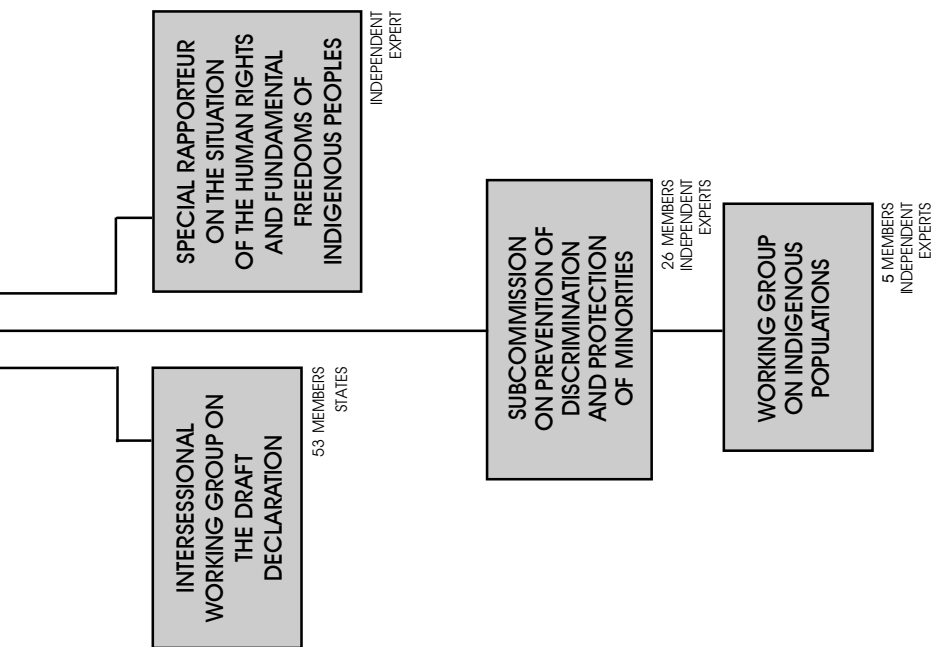 SPECIAL RAPPORTEUR
ON THE SITUATION
OF THE HUMAN RIGHTS
AND FUNDAMENTAL
FREEDOMS OF
INDIGENOUS PEOPLES
INDEPENDENT
EXPERT
INTERSESSIONAL
WORKING GROUP ON
THE DRAFT
DECLARATION
53 MEMBERS
STATES
SUBCOMMISSION
ON PREVENTION OF
DISCRIMINATION
AND PROTECTION
OF MINORITIES
26 MEMBERS
INDEPENDENT
EXPERTS
WORKING GROUP
ON INDIGENOUS
POPULATIONS
5 MEMBERS
INDEPENDENT
EXPERTS